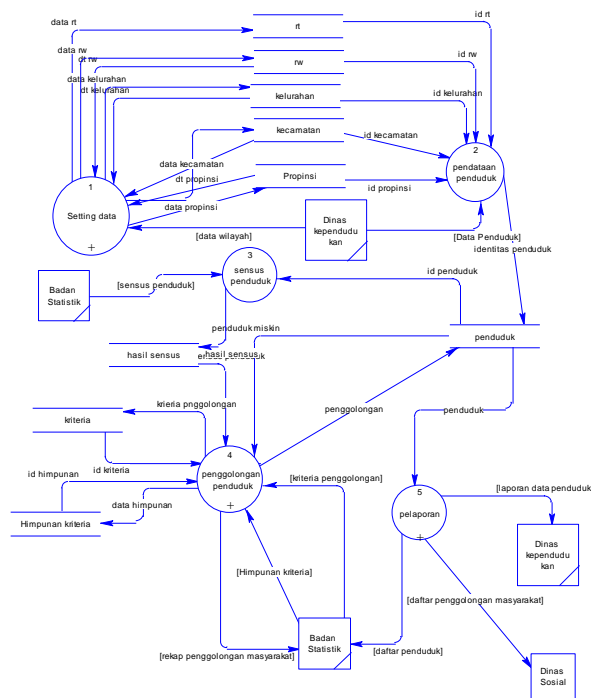 data rt
id rt
rt
data rw
dt rw
id rw
rw
data kelurahan
dt kelurahan
kelurahan
id kelurahan
kecamatan
id kecamatan
data kecamatan
dt propinsi
Propinsi
id propinsi
data propinsi
1
Setting data
+
2
pendataan
penduduk
[data wilayah]
Dinas
kependudu
kan
[Data Penduduk]
identitas penduduk
3
sensus
penduduk
Badan
Statistik
[sensus penduduk]
id penduduk
penduduk miskin
penduduk
hasil sensus
hasil sensus
krieria pnggolongan
kriteria
id kriteria
penggolongan
penduduk
id himpunan
data himpunan
Himpunan kriteria
4
penggolongan
penduduk
+
[kriteria penggolongan]
5
pelaporan
+
[laporan data penduduk
Dinas
kependudu
kan
[Himpunan kriteria]
[daftar penggolongan masyarakat]
Badan
Statistik
[rekap penggolongan masyarakat]
[daftar penduduk]
Dinas
Sosial